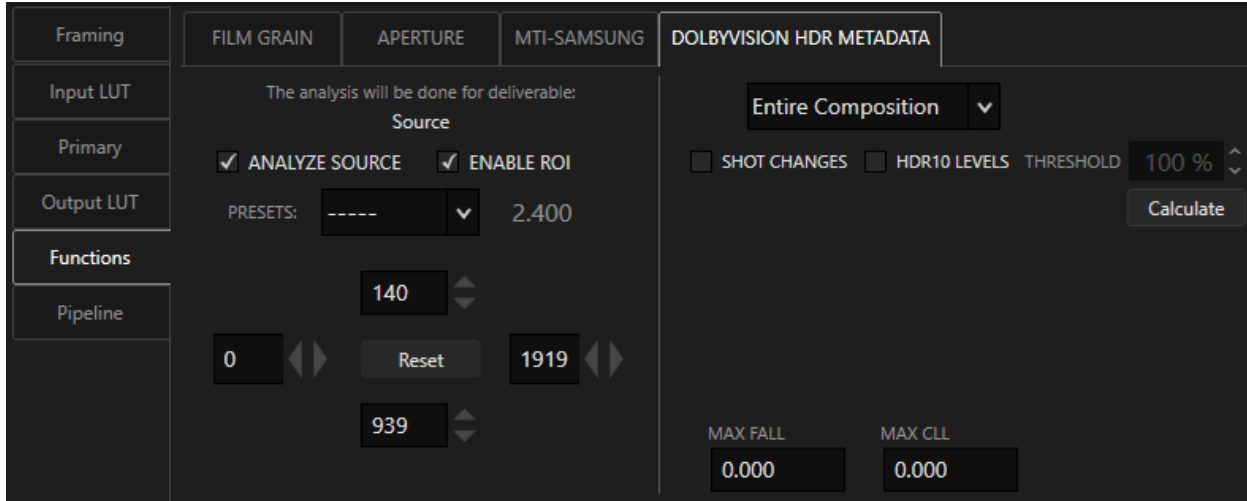 Framing
Input LUT
Primary
Output LUT
Functions
Pipeline
FILM GRAIN APERTURE MTI-SAMSUNG DOLBYVISION HDR METADATA
The analysis will be done for deliverable:
Source
ANALYZE SOURCE ENABLE ROI
PRESETS: ----- 2.400
140
0 Reset 1919
939
Entire Composition
SHOT CHANGES HDR10 LEVELS THRESHOLD 100 %
Calculate
MAX FALL MAX CLL
0.000 0.000